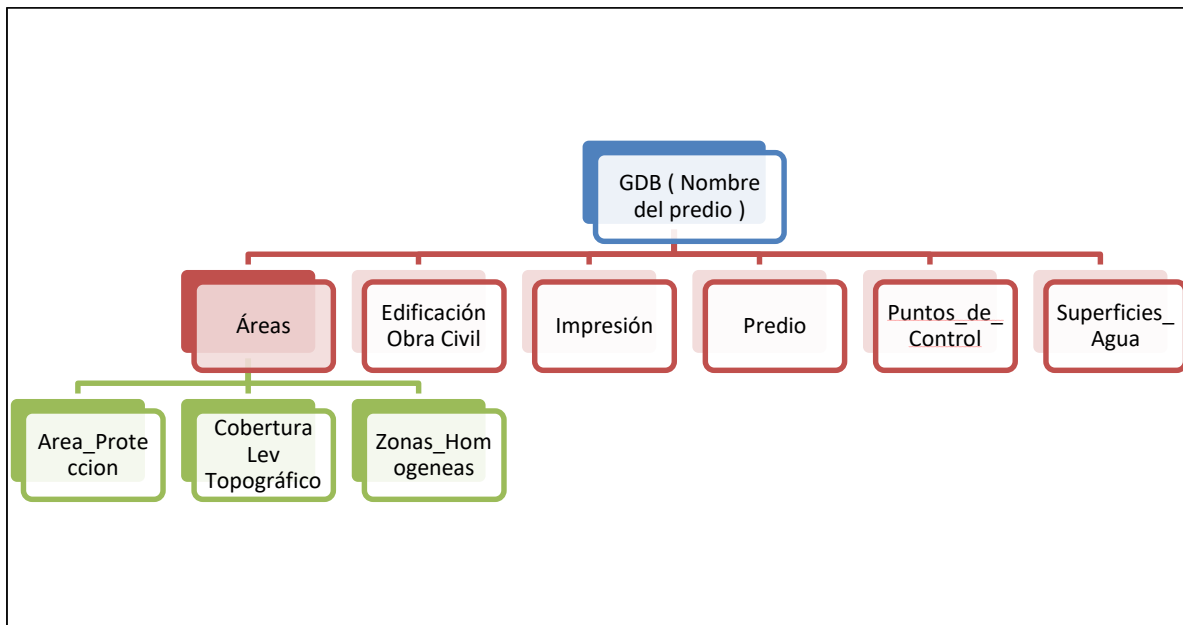 GDB ( Nombre
del predio )
Áreas
Edificación
Obra Civil
Impresión
Predio
Puntos_de_
Control
Superficies_
Agua
Area_Prote
ccion
Cobertura
Lev
Topográfico
Zonas_Hom
ogeneas